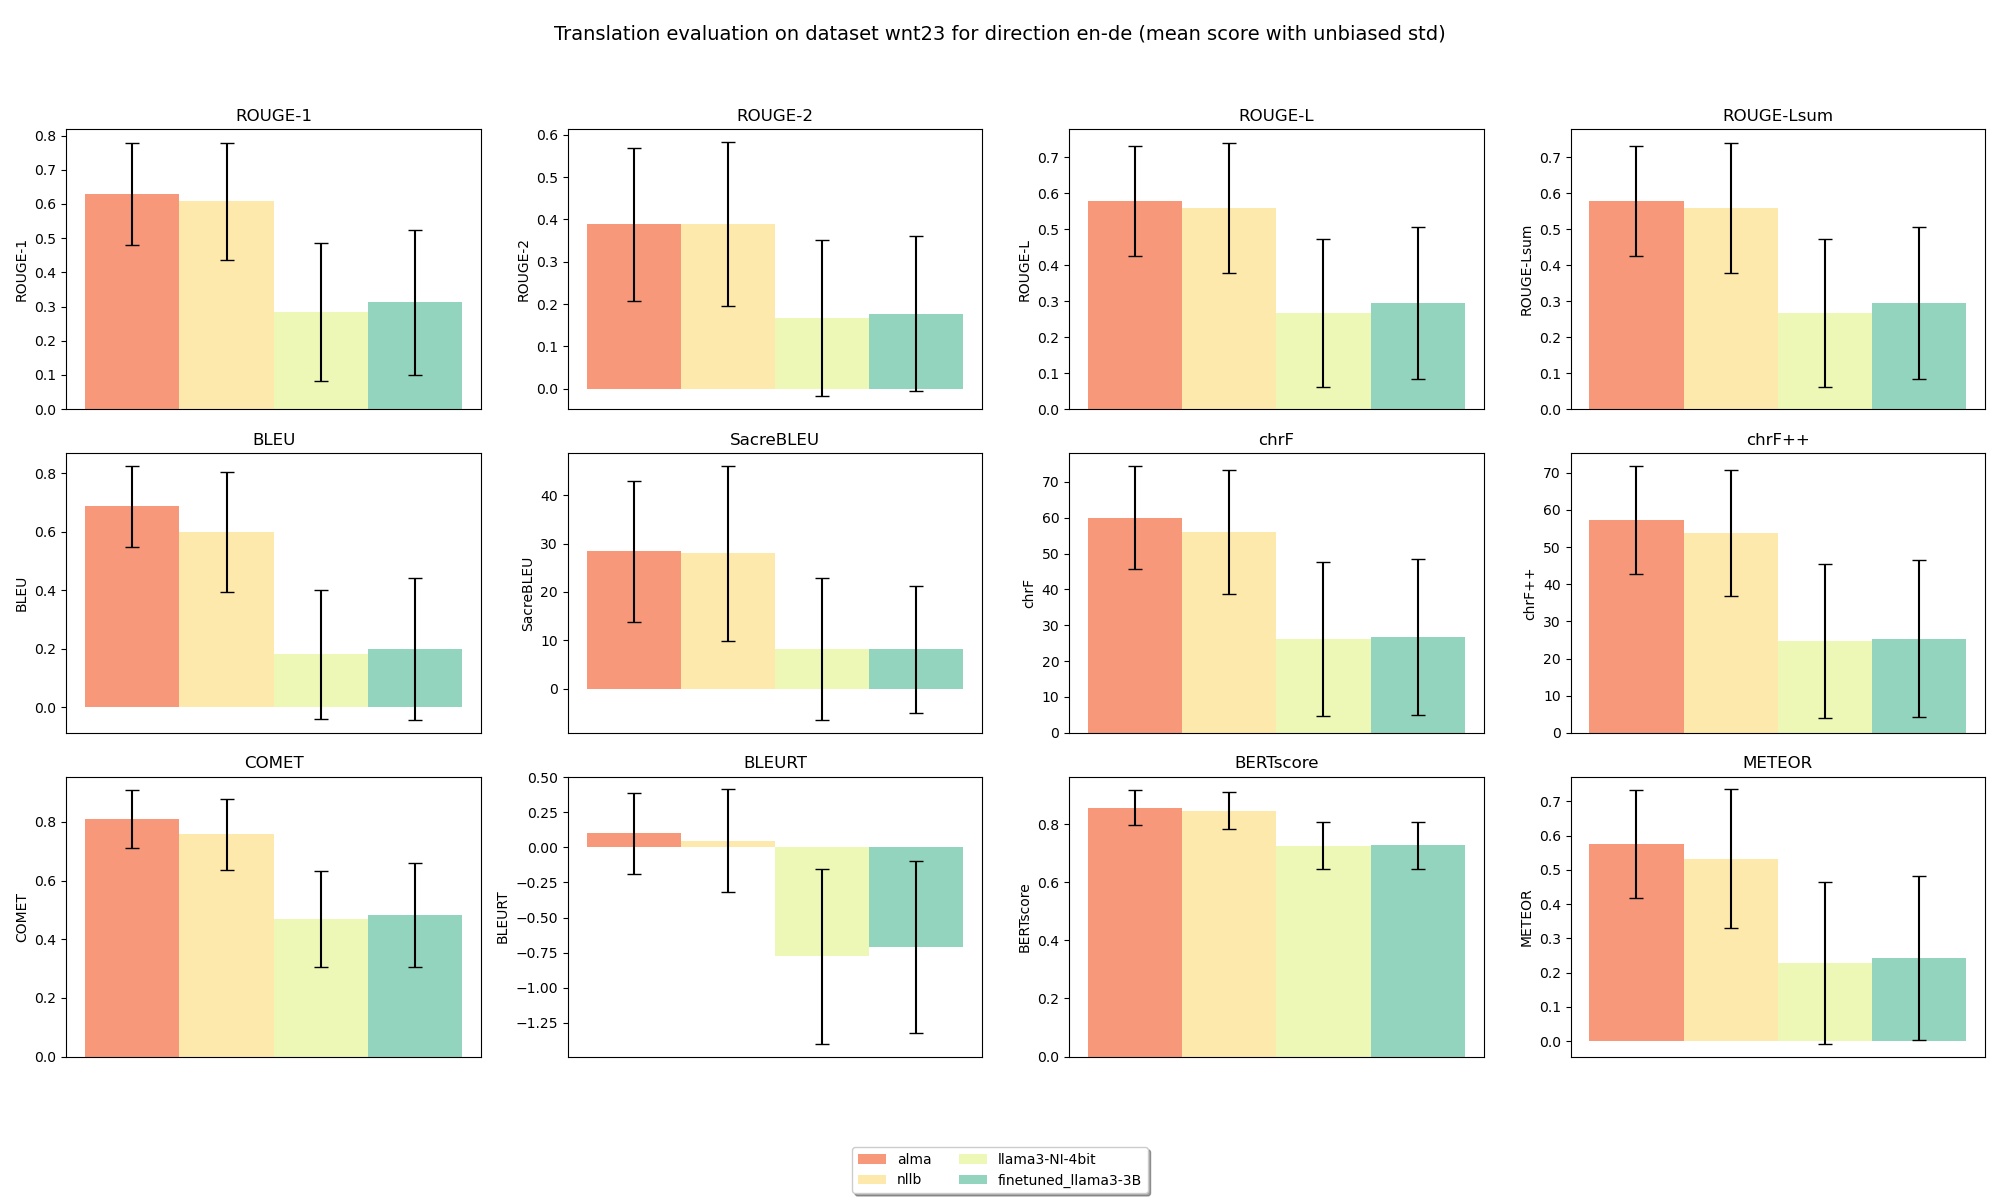 Translation evaluation on dataset wnt23 for direction en-de (mean score with unbiased std)
ROUGE-1
ROUGE-1
0.8
0.7
0.6
0.5
0.4
0.3
0.2
0.1
0.0
ROUGE-2
ROUGE-2
0.6
0.5
0.4
0.3
0.2
0.1
0.0
ROUGE-L
ROUGE-L
0.7
0.6
0.5
0.4
0.3
0.2
0.1
0.0
ROUGE-Lsum
ROUGE-Lsum
0.7
0.6
0.5
0.4
0.3
0.2
0.1
0.0
BLEU
BLEU
0.8
0.6
0.4
0.2
0.0
SacreBLEU
SacreBLEU
40
30
20
10
0
chrF
chrF
70
60
50
40
30
20
10
0
chrF++
chrF++
70
60
50
40
30
20
10
0
COMET
COMET
0.8
0.6
0.4
0.2
0.0
BLEURT
BLEURT
0.50
0.25
0.00
−0.25
−0.50
−0.75
−1.00
−1.25
BERTscore
BERTscore
0.8
0.6
0.4
0.2
0.0
METEOR
METEOR
0.7
0.6
0.5
0.4
0.3
0.2
0.1
0.0
alma
nllb
llama3-NI-4bit
finetuned_llama3-3B